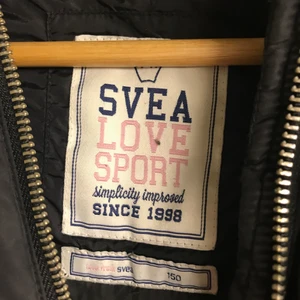 SVEA
LOVE
SPORT
simplicity improved
SINCE 1998
svea 150